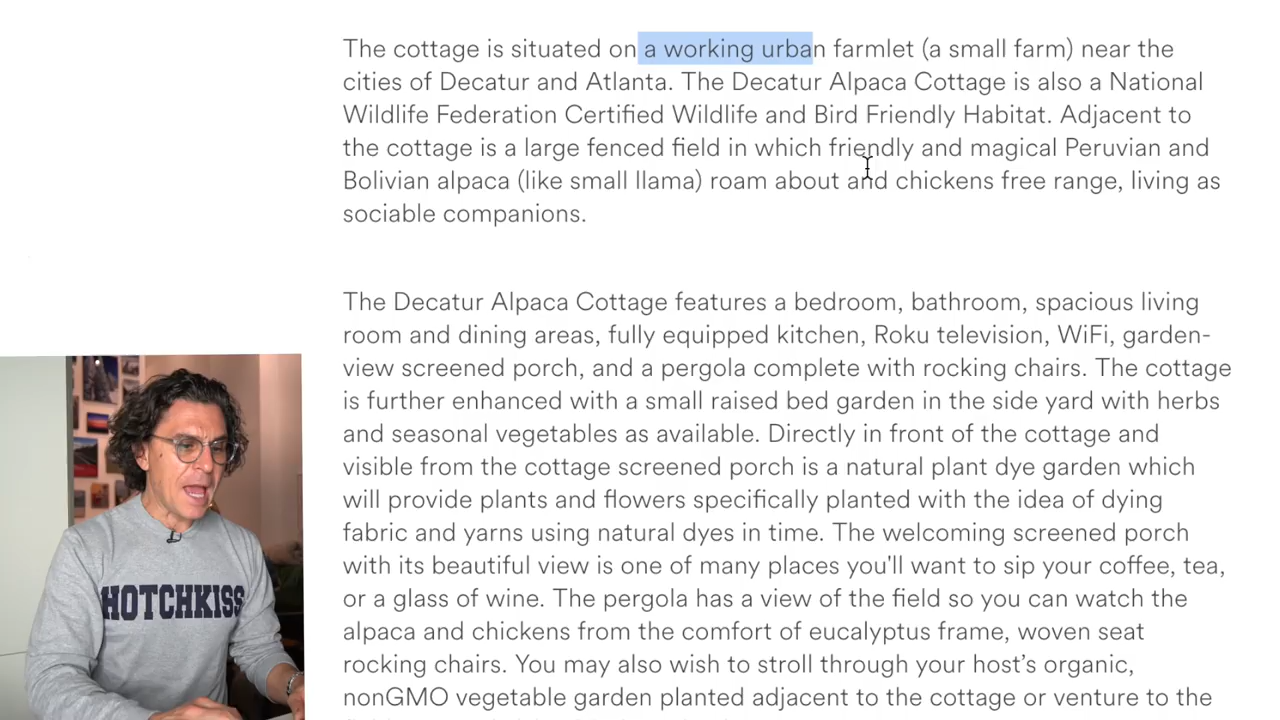 The cottage is situated on a working urban farmlet (a small farm) near the
cities of Decatur and Atlanta. The Decatur Alpaca Cottage is also a National
Wildlife Federation Certified Wildlife and Bird Friendly Habitat. Adjacent to
the cottage is a large fenced field in which friendly and magical Peruvian and
Bolivian alpaca (like small llama) roam about and chickens free range, living as
sociable companions.
The Decatur Alpaca Cottage features a bedroom, bathroom, spacious living
room and dining areas, fully equipped kitchen, Roku television, WiFi, garden-
view screened porch, and a pergola complete with rocking chairs. The cottage
is further enhanced with a small raised bed garden in the side yard with herbs
and seasonal vegetables as available. Directly in front of the cottage and
visible from the cottage screened porch is a natural plant dye garden which
will provide plants and flowers specifically planted with the idea of dying
fabric and yarns using natural dyes in time. The welcoming screened porch
with its beautiful view is one of many places you'll want to sip your coffee, tea,
or a glass of wine. The pergola has a view of the field so you can watch the
alpaca and chickens from the comfort of eucalyptus frame, woven seat
rocking chairs. You may also wish to stroll through your host’s organic,
nonGMO vegetable garden planted adjacent to the cottage or venture to the
HOTCHKISS